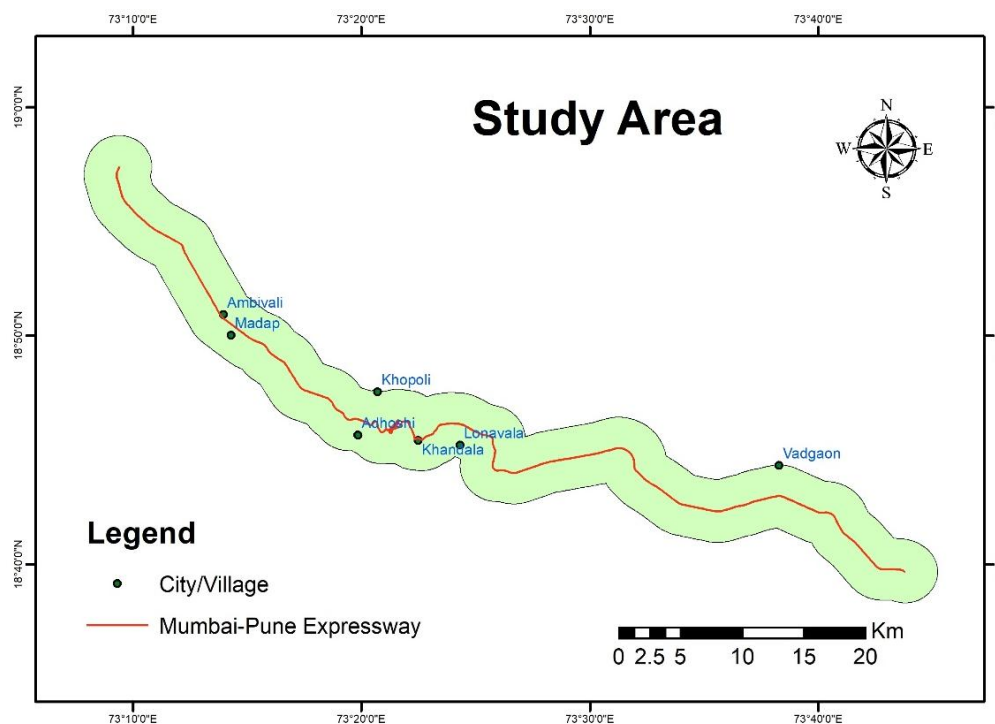 73°10'0"E 73°20'0"E 73°30'0"E 73°40'0"E
19°0'0"N
Study Area
N
W E
S
Ambivali
Madap
18°50'0"N
Khopoli
Adhoshi
Lonavala
Khandala
Vadgaon
Legend
18°40'0"N
City/Village
Mumbai-Pune Expressway
Km
0 2.5 5 10 15 20
73°10'0"E 73°20'0"E 73°30'0"E 73°40'0"E